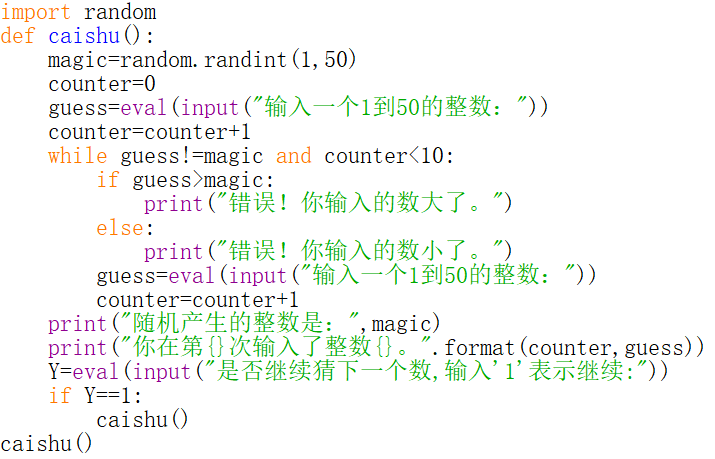 import random
def caishu():
    magic=random.randint(1,50)
    counter=0
    guess=eval(input("输入一个1到50的整数："))
    counter=counter+1
    while guess!=magic and counter<10:
        if guess>magic:
            print("错误！你输入的数大了。")
        else:
            print("错误！你输入的数小了。")
        guess=eval(input("输入一个1到50的整数："))
        counter=counter+1
    print("随机产生的整数是：",magic)
    print("你在第{}次输入了整数{}。".format(counter,guess))
    Y=eval(input("是否继续猜下一个数,输入'1'表示继续:"))
    if Y==1:
        caishu()
caishu()